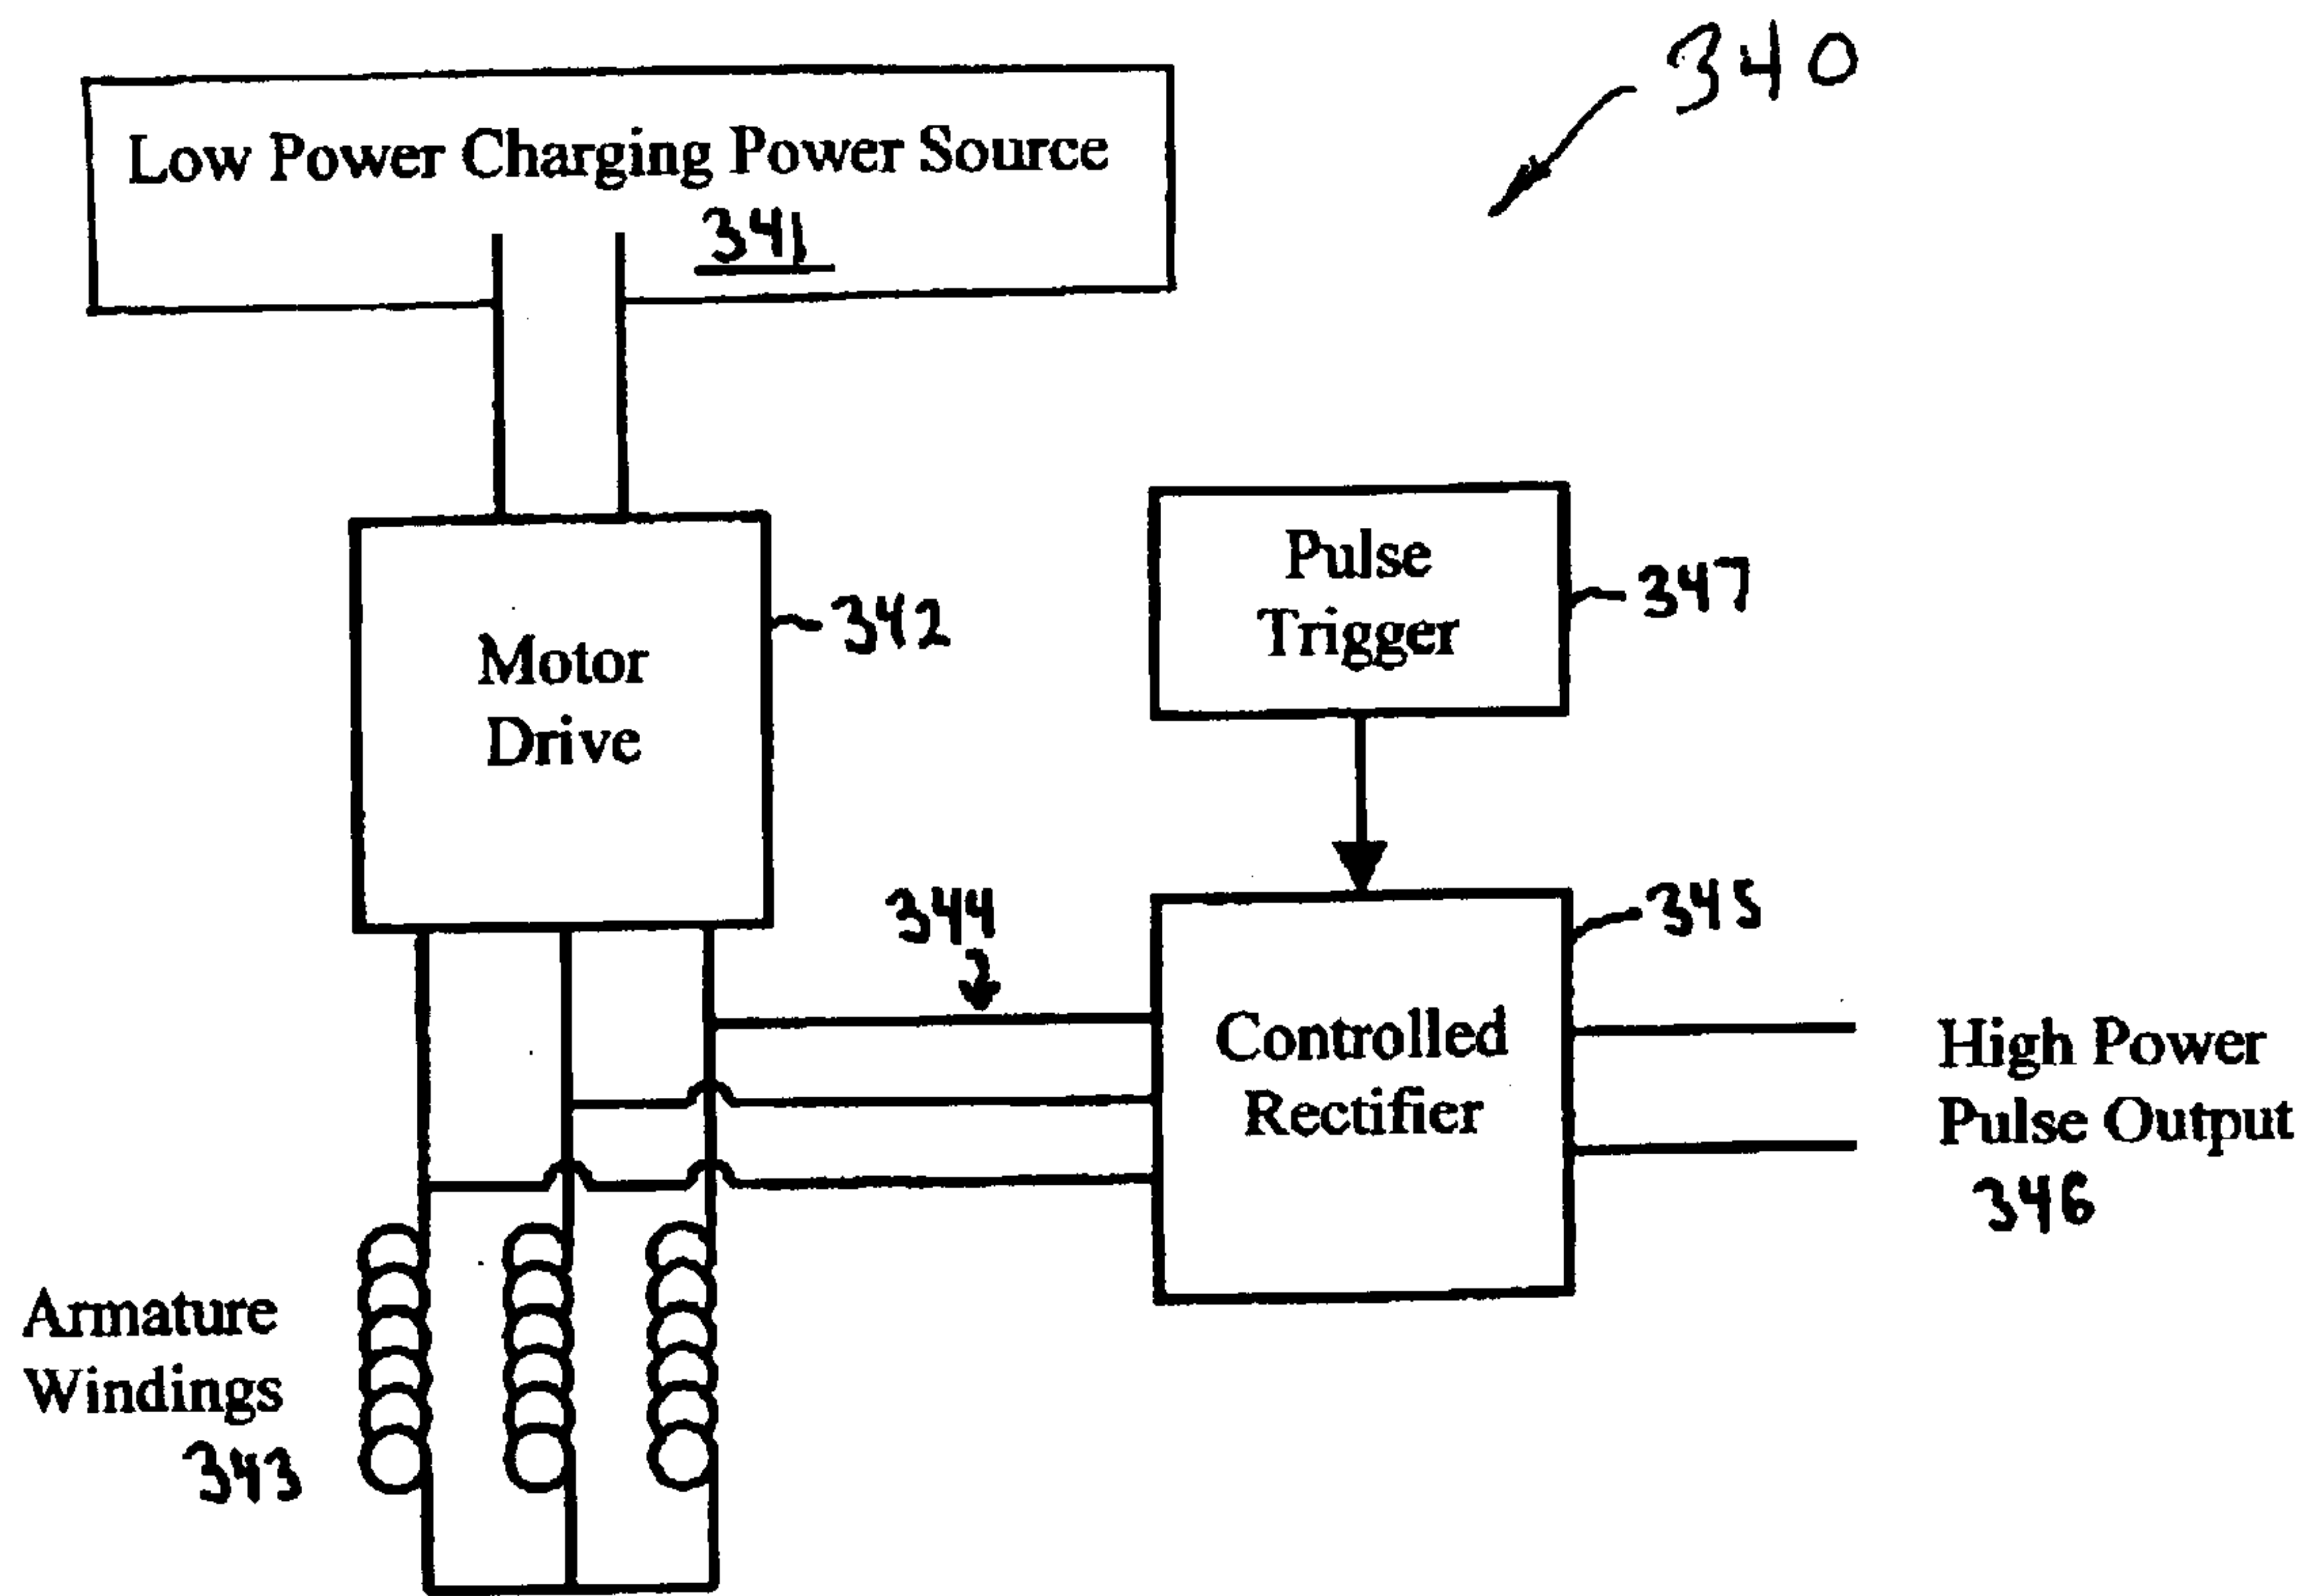 340
Low Power Charging Power Source
341
Motor
Drive
342
Pulse
Trigger
347
344
345
Controlled
Rectifier
High Power
Pulse Output
346
Armature
Windings
343